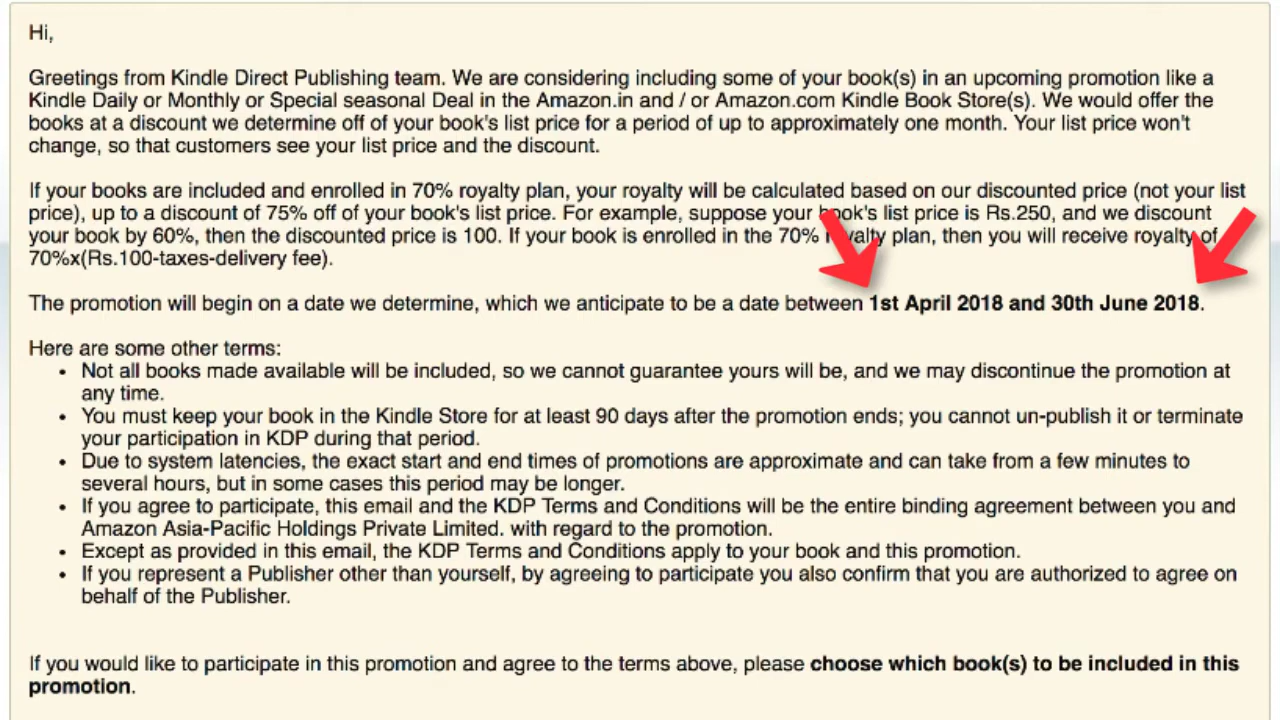 Hi,
Greetings from Kindle Direct Publishing team. We are considering including some of your book(s) in an upcoming promotion like a
Kindle Daily or Monthly or Special seasonal Deal in the Amazon.in and / or Amazon.com Kindle Book Store(s). We would offer the
books at a discount we determine off of your book's list price for a period of up to approximately one month. Your list price won't
change, so that customers see your list price and the discount.
If your books are included and enrolled in 70% royalty plan, your royalty will be calculated based on our discounted price (not your list
price), up to a discount of 75% off of your book's list price. For example, suppose your book's list price is Rs.250, and we discount
your book by 60%, then the discounted price is 100. If your book is enrolled in the 70% royalty plan, then you will receive royalty of
70%x(Rs.100-taxes-delivery fee).
The promotion will begin on a date we determine, which we anticipate to be a date between 1st April 2018 and 30th June 2018.
Here are some other terms:
• Not all books made available will be included, so we cannot guarantee yours will be, and we may discontinue the promotion at
any time.
• You must keep your book in the Kindle Store for at least 90 days after the promotion ends; you cannot un-publish it or terminate
your participation in KDP during that period.
• Due to system latencies, the exact start and end times of promotions are approximate and can take from a few minutes to
several hours, but in some cases this period may be longer.
• If you agree to participate, this email and the KDP Terms and Conditions will be the entire binding agreement between you and
Amazon Asia-Pacific Holdings Private Limited. with regard to the promotion.
• Except as provided in this email, the KDP Terms and Conditions apply to your book and this promotion.
• If you represent a Publisher other than yourself, by agreeing to participate you also confirm that you are authorized to agree on
behalf of the Publisher.
If you would like to participate in this promotion and agree to the terms above, please choose which book(s) to be included in this
promotion.